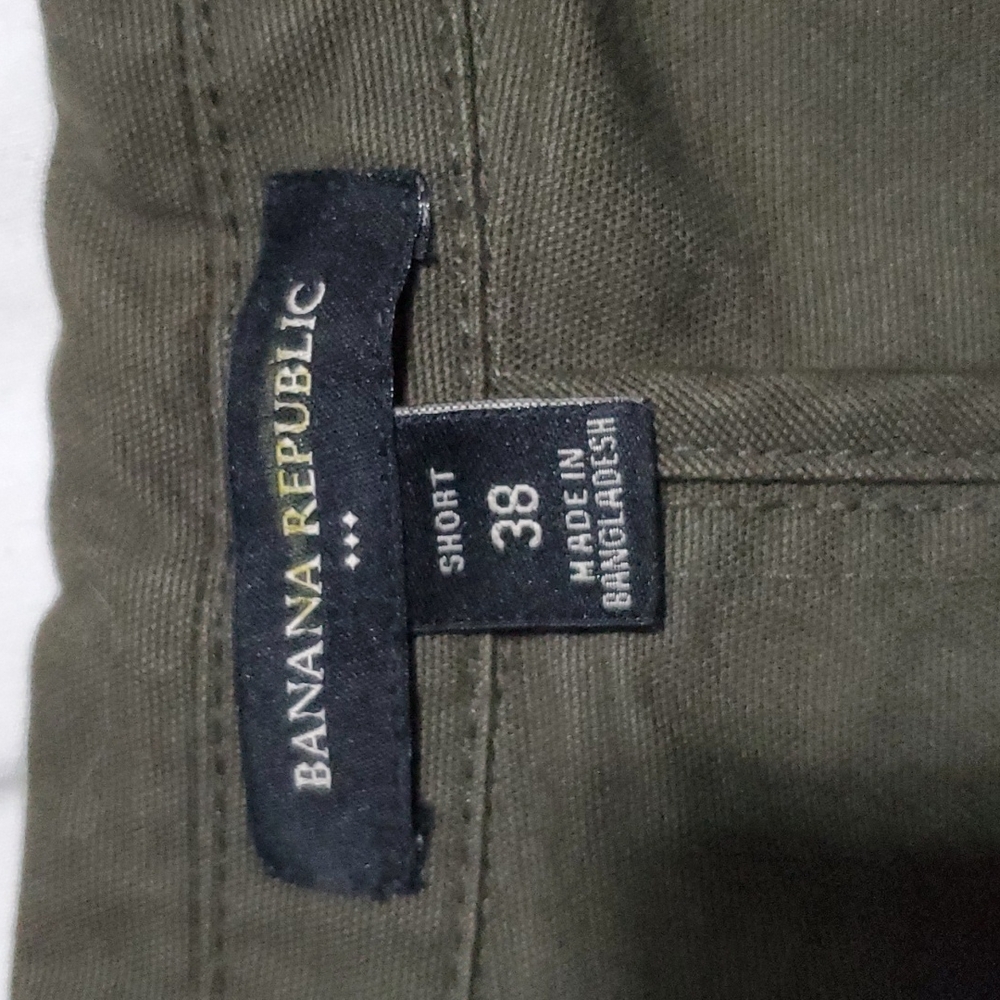 BANANA REPUBLIC
SHORT
38
MADE IN
BANGLADESH